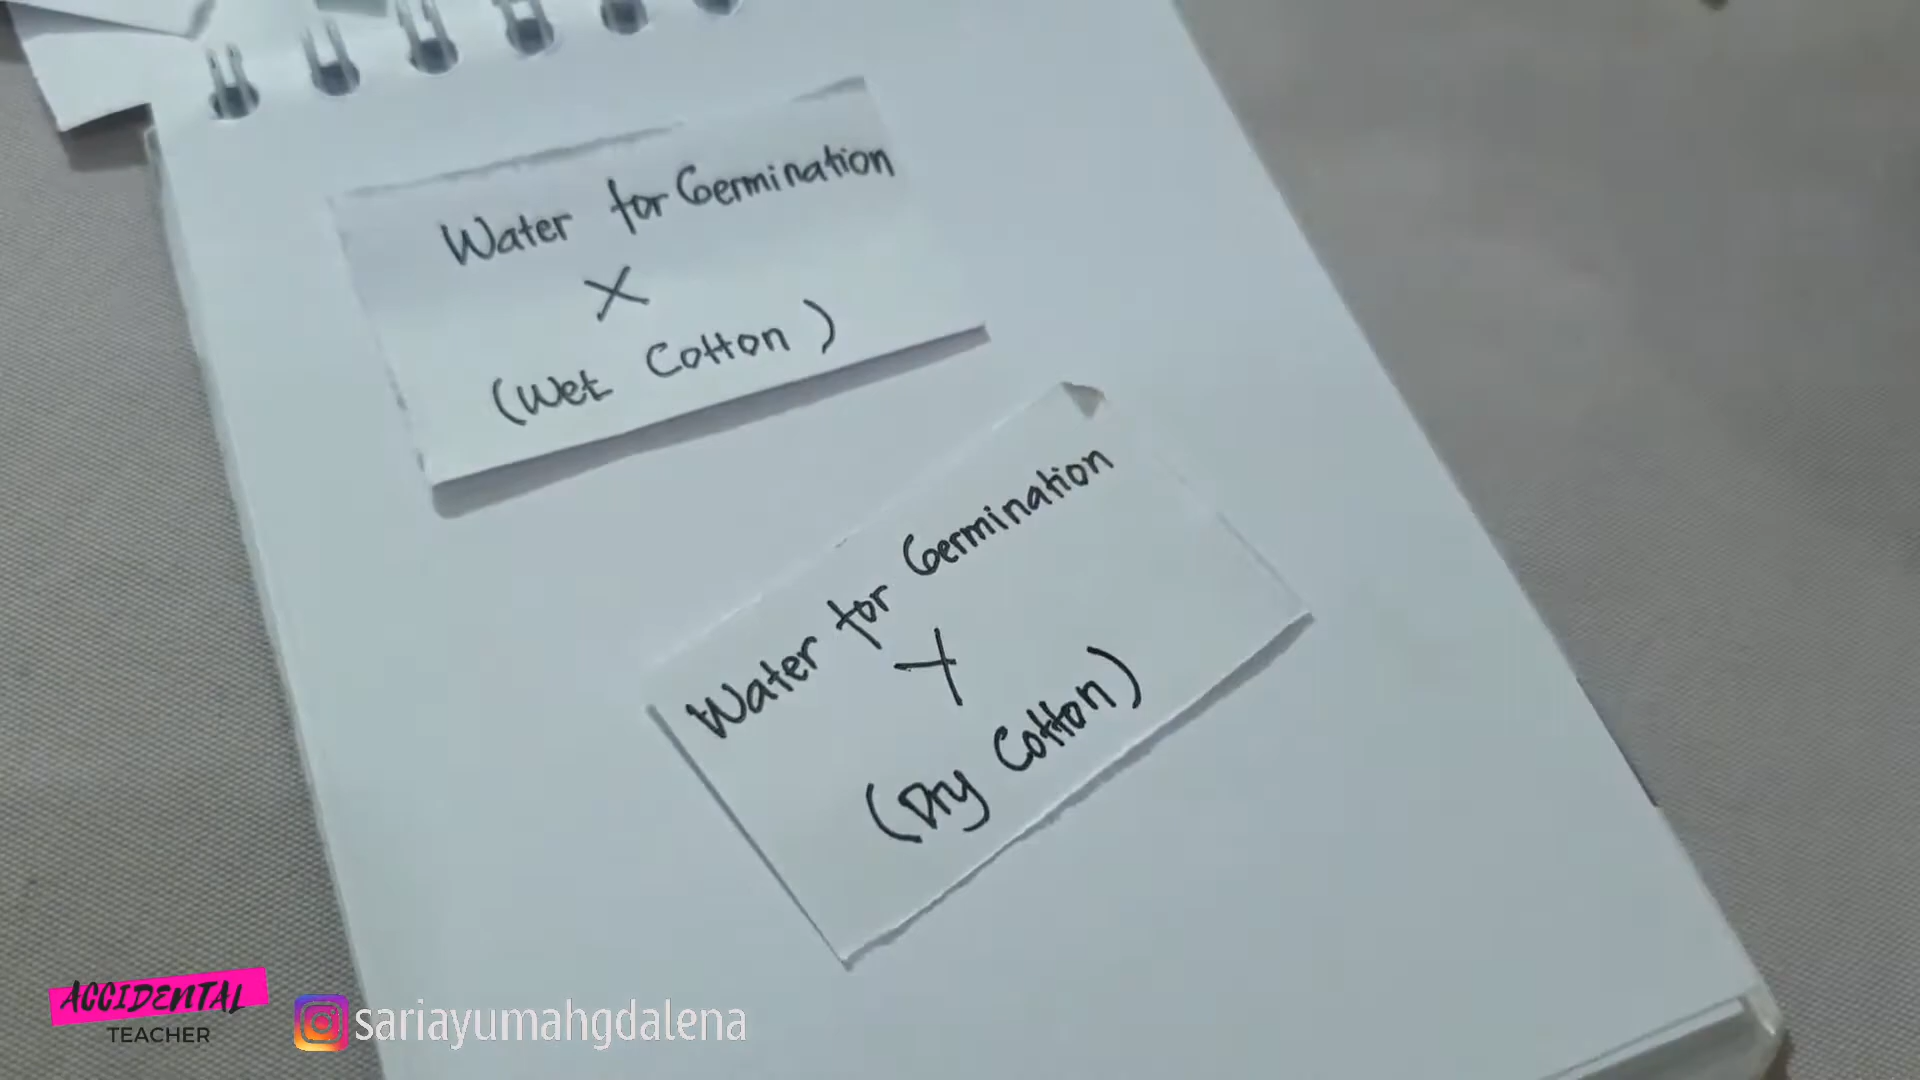 Water for Germination
X
(Wet Cotton)
Water for Germination
Y
(Dry Cotton)
ACCIDENTAL
TEACHER
sariayumahgdalena